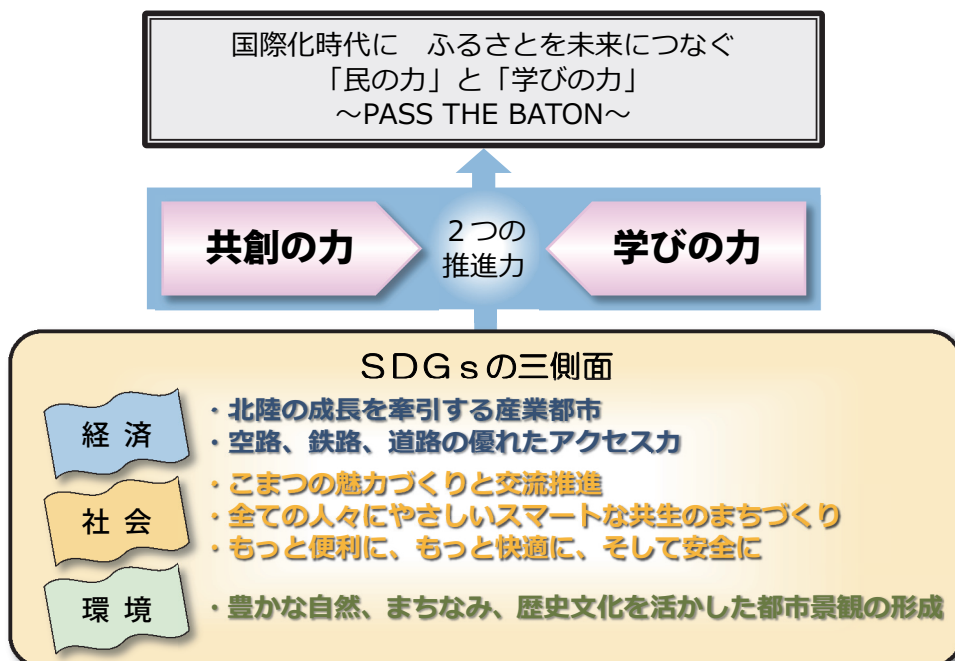 国際化時代に　ふるさとを未来につなぐ
「民の力」と「学びの力」
～PASS THE BATON～
共創の力
２つの
推進力
学びの力
ＳＤＧｓの三側面
経 済
・北陸の成長を牽引する産業都市
・空路、鉄路、道路の優れたアクセス力
社 会
・こまつの魅力づくりと交流推進
・全ての人々にやさしいスマートな共生のまちづくり
・もっと便利に、もっと快適に、そして安全に
環 境
・豊かな自然、まちなみ、歴史文化を活かした都市景観の形成